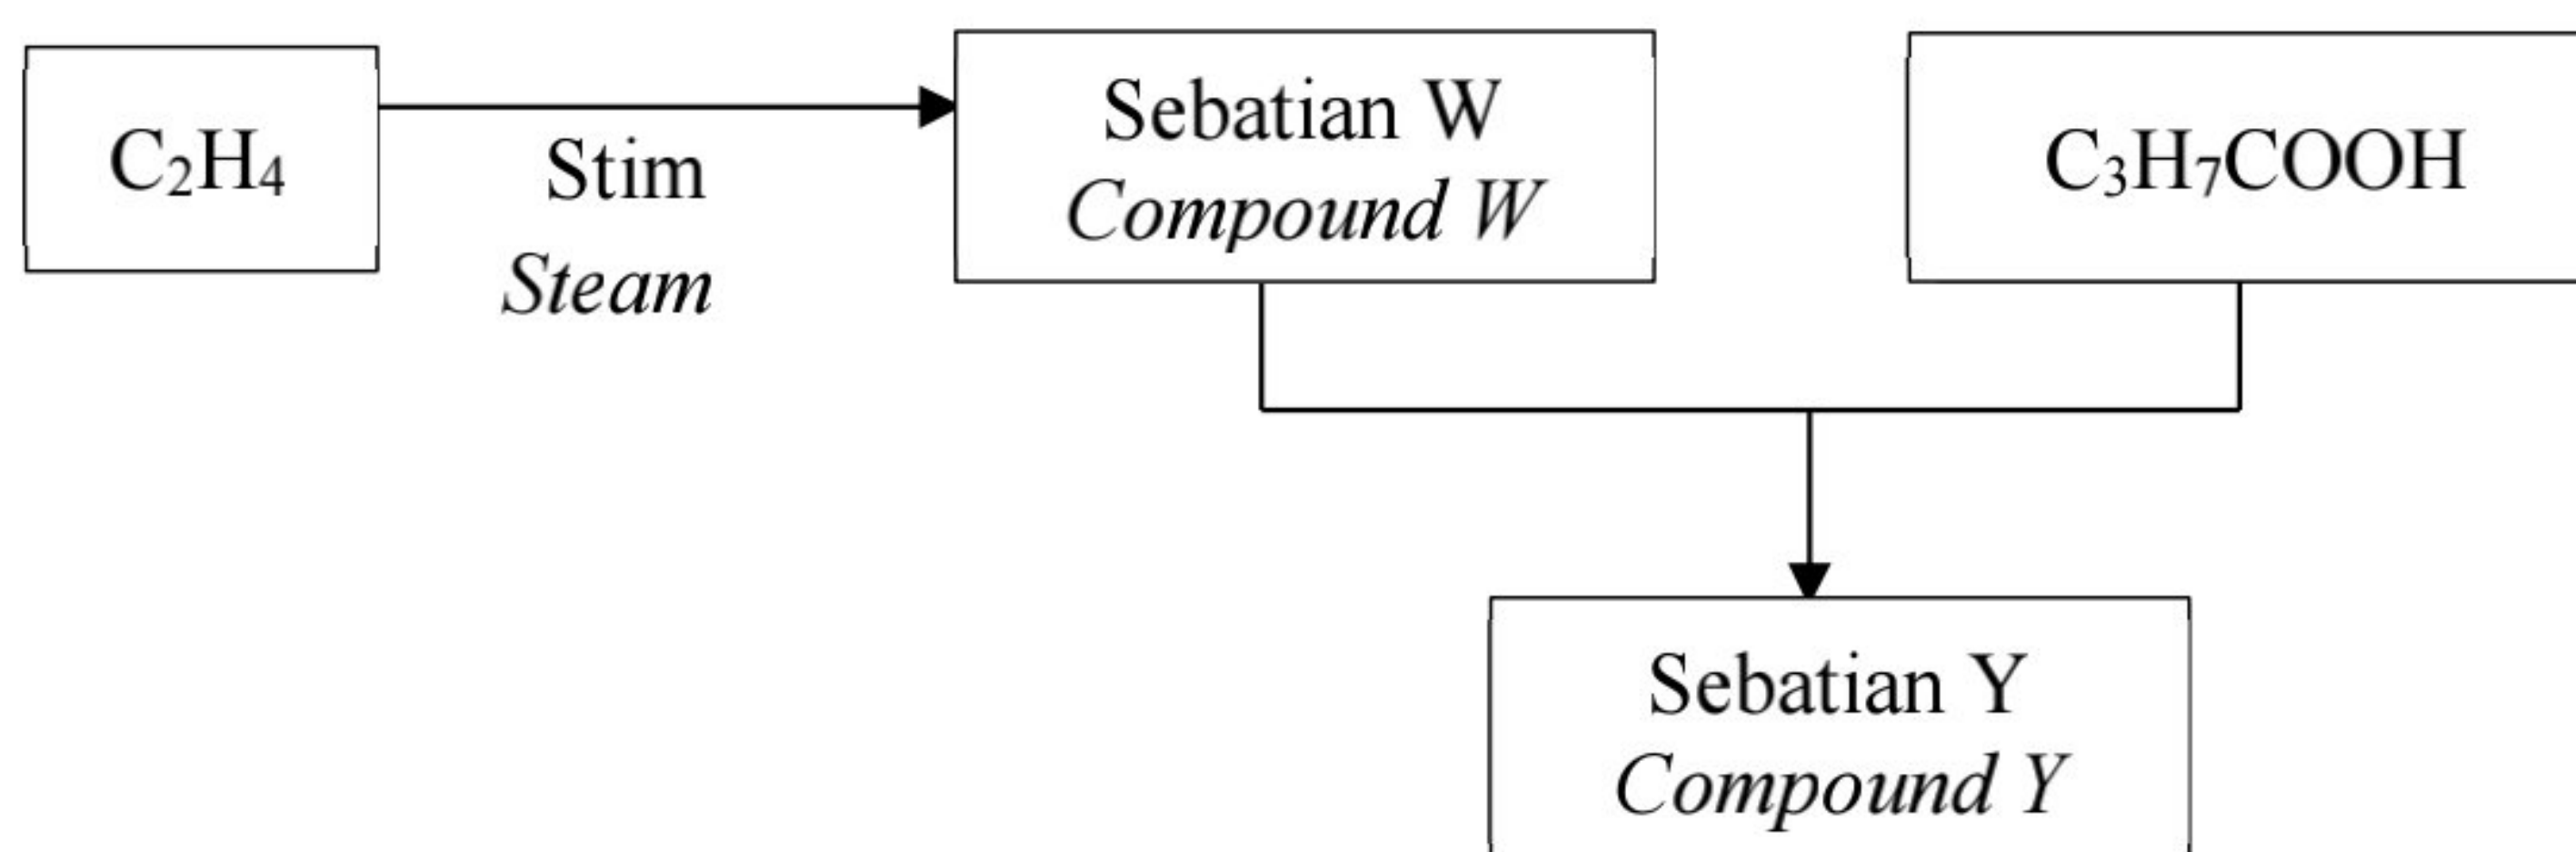 C₂H₄
Stim
Steam
Sebatian W
Compound W
C₃H₇COOH
Sebatian Y
Compound Y